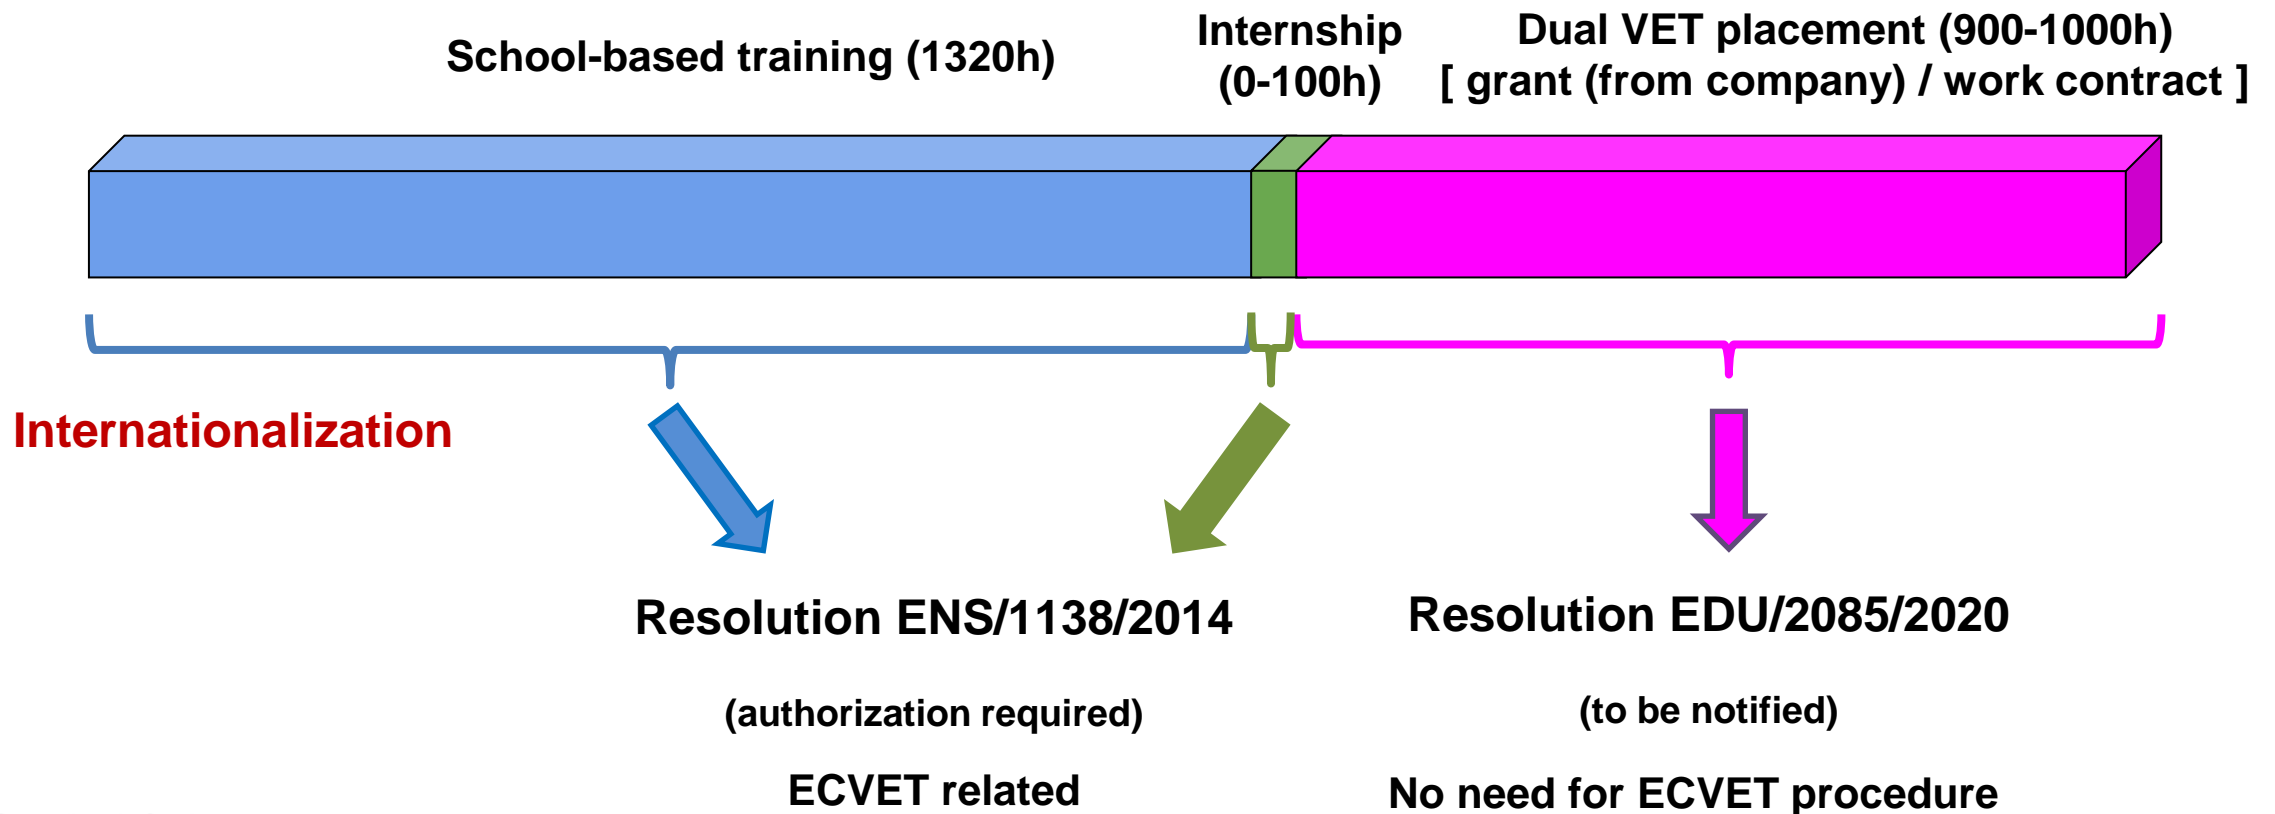 School-based training (1320h)
Internship
(0-100h)
Dual VET placement (900-1000h)
[ grant (from company) / work contract ]
Internationalization
Resolution ENS/1138/2014
(authorization required)
ECVET related
Resolution EDU/2085/2020
(to be notified)
No need for ECVET procedure